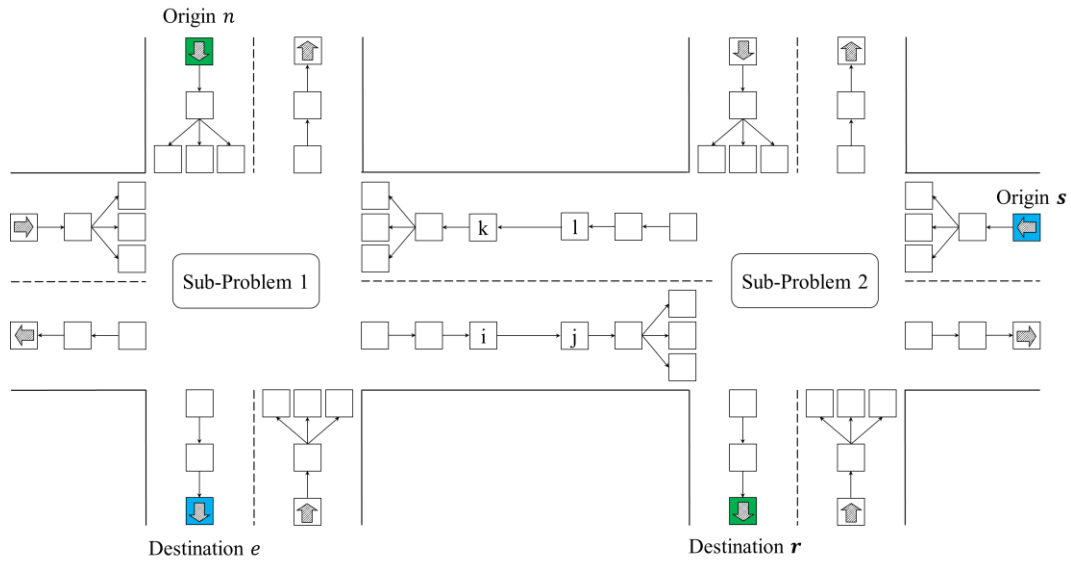 Origin n
Origin s
k
l
Sub-Problem 1
Sub-Problem 2
i
j
Destination e
Destination r